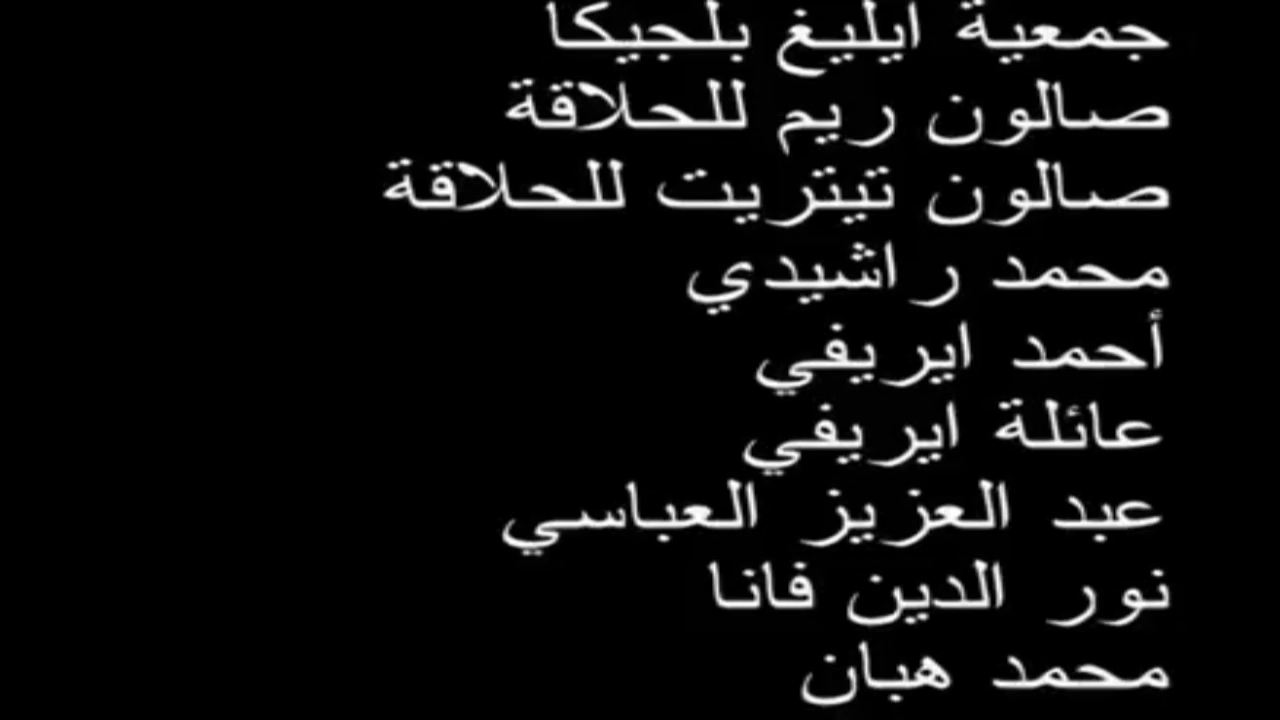 جمعية ايليغ بلجيكا
صالون ريم للحلاقة
صالون تيتريت للحلاقة
محمد راشيدي
أحمد ايريفي
عائلة ايريفي
عبد العزيز العباسي
نور الدين فانا
محمد هبان